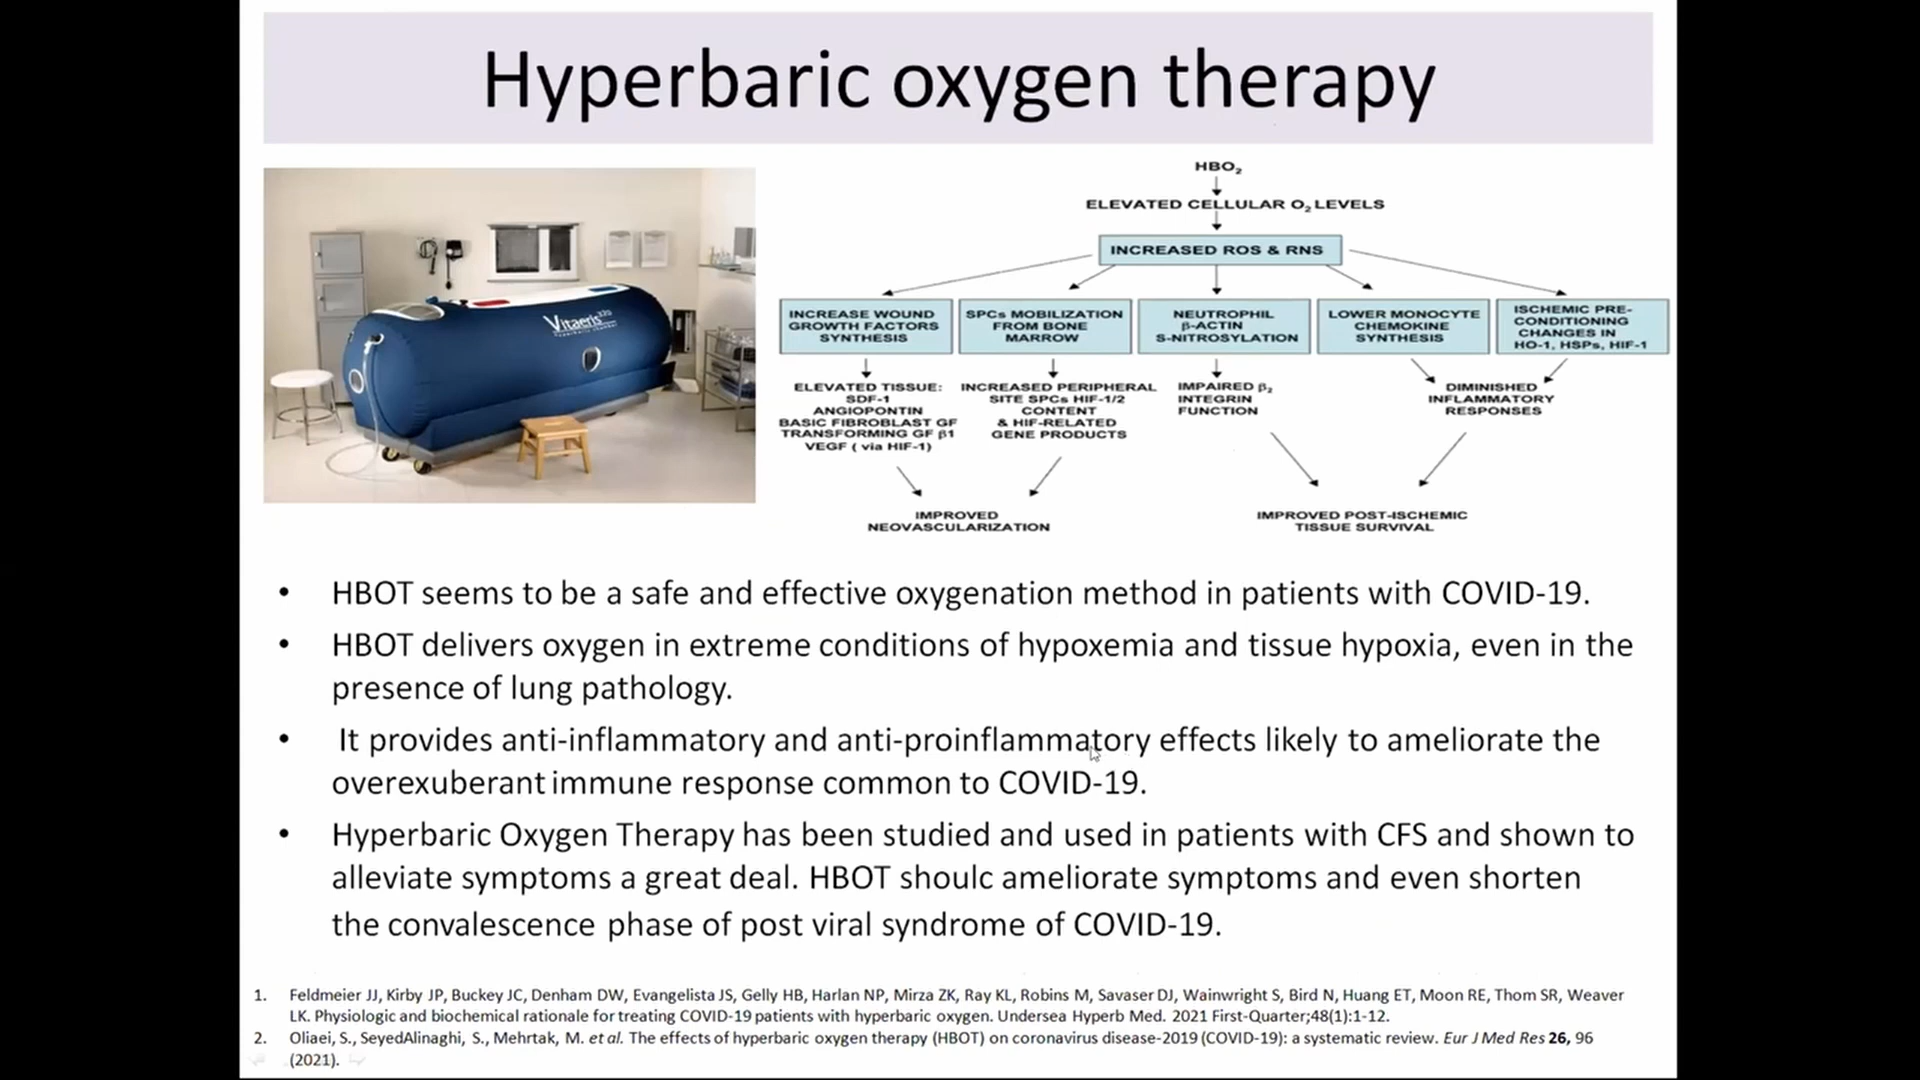 Hyperbaric oxygen therapy
Vitaeris 320
HBO2
ELEVATED CELLULAR O2 LEVELS
INCREASED ROS & RNS
INCREASE WOUND
GROWTH FACTORS
SYNTHESIS
SPCs MOBILIZATION
FROM BONE
MARROW
NEUTROPHIL
β-ACTIN
S-NITROSYLATION
LOWER MONOCYTE
CHEMOKINE
SYNTHESIS
ISCHEMIC PRE-
CONDITIONING
CHANGES IN
HO-1, HSPs, HIF-1
ELEVATED TISSUE:
SDF-1
ANGIOPONTIN
BASIC FIBROBLAST GF
TRANSFORMING GF β1
VEGF ( via HIF-1)
INCREASED PERIPHERAL
SITE SPCs HIF-1/2
CONTENT
& HIF-RELATED
GENE PRODUCTS
IMPAIRED β2
INTEGRIN
FUNCTION
DIMINISHED
INFLAMMATORY
RESPONSES
IMPROVED
NEOVASCULARIZATION
IMPROVED POST-ISCHEMIC
TISSUE SURVIVAL
• HBOT seems to be a safe and effective oxygenation method in patients with COVID-19.
• HBOT delivers oxygen in extreme conditions of hypoxemia and tissue hypoxia, even in the
presence of lung pathology.
• It provides anti-inflammatory and anti-proinflammatory effects likely to ameliorate the
overexuberant immune response common to COVID-19.
• Hyperbaric Oxygen Therapy has been studied and used in patients with CFS and shown to
alleviate symptoms a great deal. HBOT shoulc ameliorate symptoms and even shorten
the convalescence phase of post viral syndrome of COVID-19.
1. Feldmeier JJ, Kirby JP, Buckey JC, Denham DW, Evangelista JS, Gelly HB, Harlan NP, Mirza ZK, Ray KL, Robins M, Savaser DJ, Wainwright S, Bird N, Huang ET, Moon RE, Thom SR, Weaver
LK. Physiologic and biochemical rationale for treating COVID-19 patients with hyperbaric oxygen. Undersea Hyperb Med. 2021 First-Quarter;48(1):1-12.
2. Oliaei, S., SeyedAlinaghi, S., Mehrtak, M. et al. The effects of hyperbaric oxygen therapy (HBOT) on coronavirus disease-2019 (COVID-19): a systematic review. Eur J Med Res 26, 96
(2021).